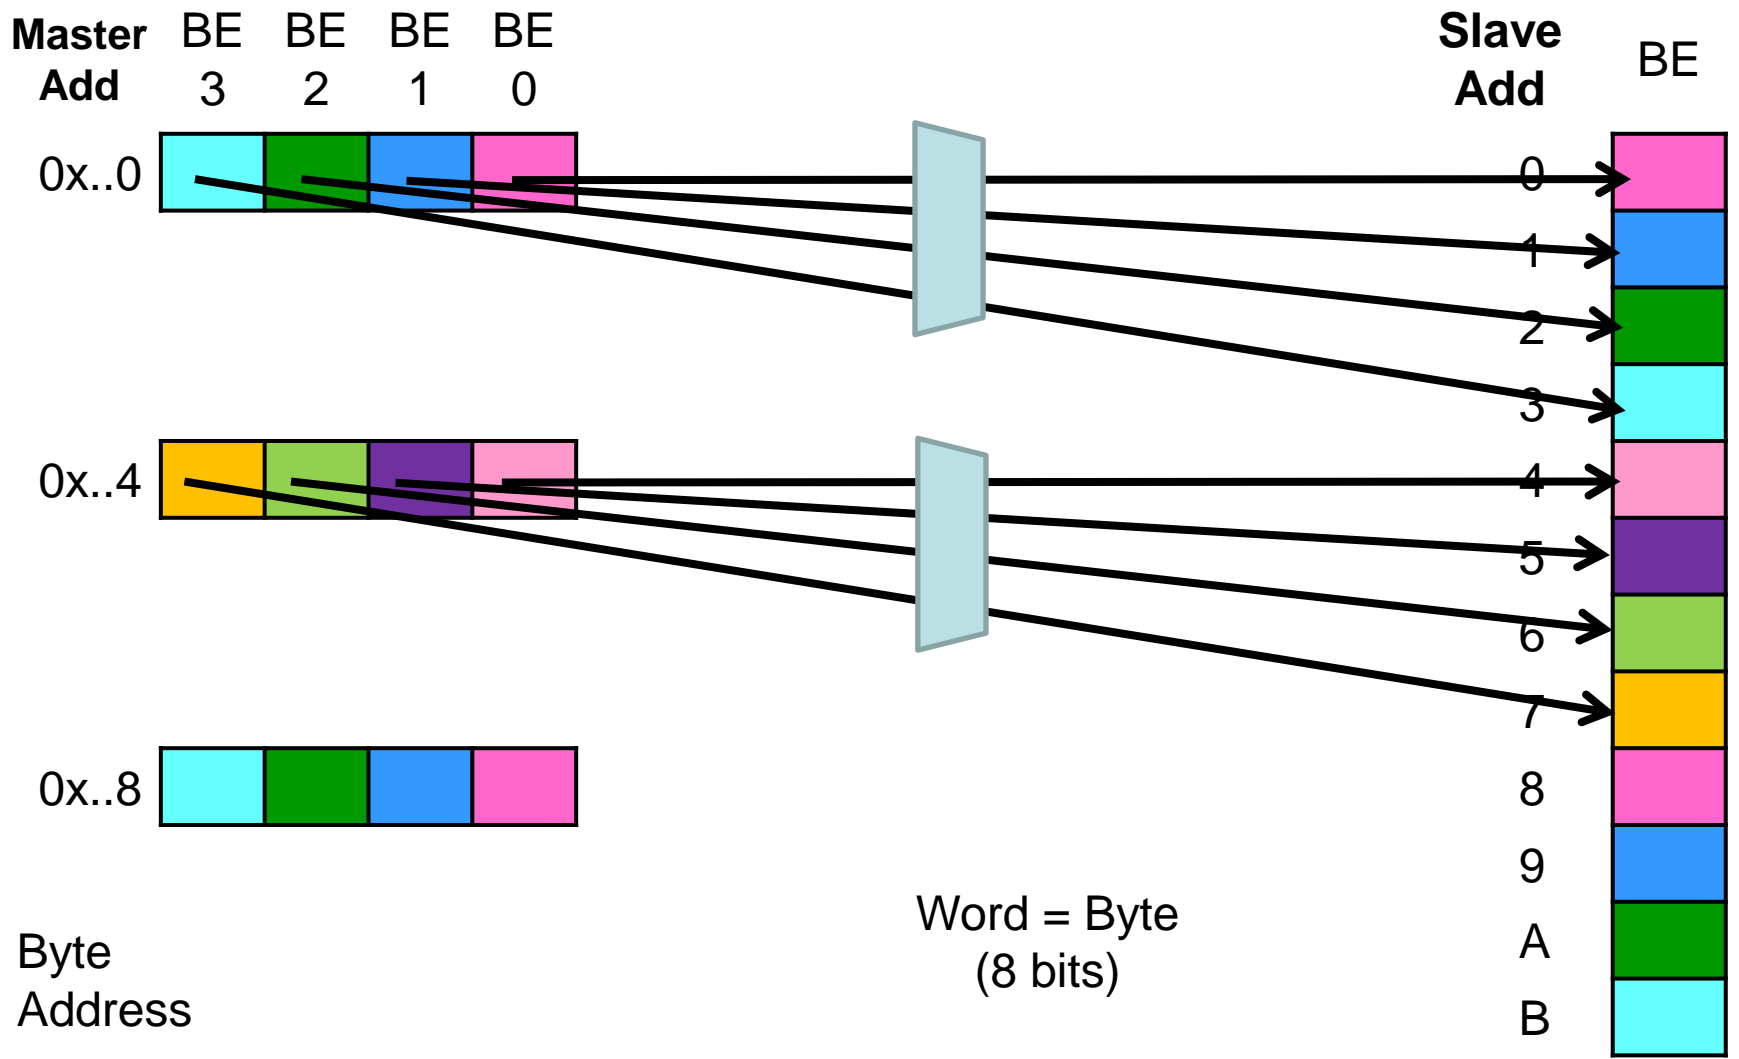 Master Add
BE 3
BE 2
BE 1
BE 0
Slave Add
BE
0x..0
0x..4
0x..8
0
1
2
3
4
5
6
7
8
9
A
B
Word = Byte
(8 bits)
Byte
Address